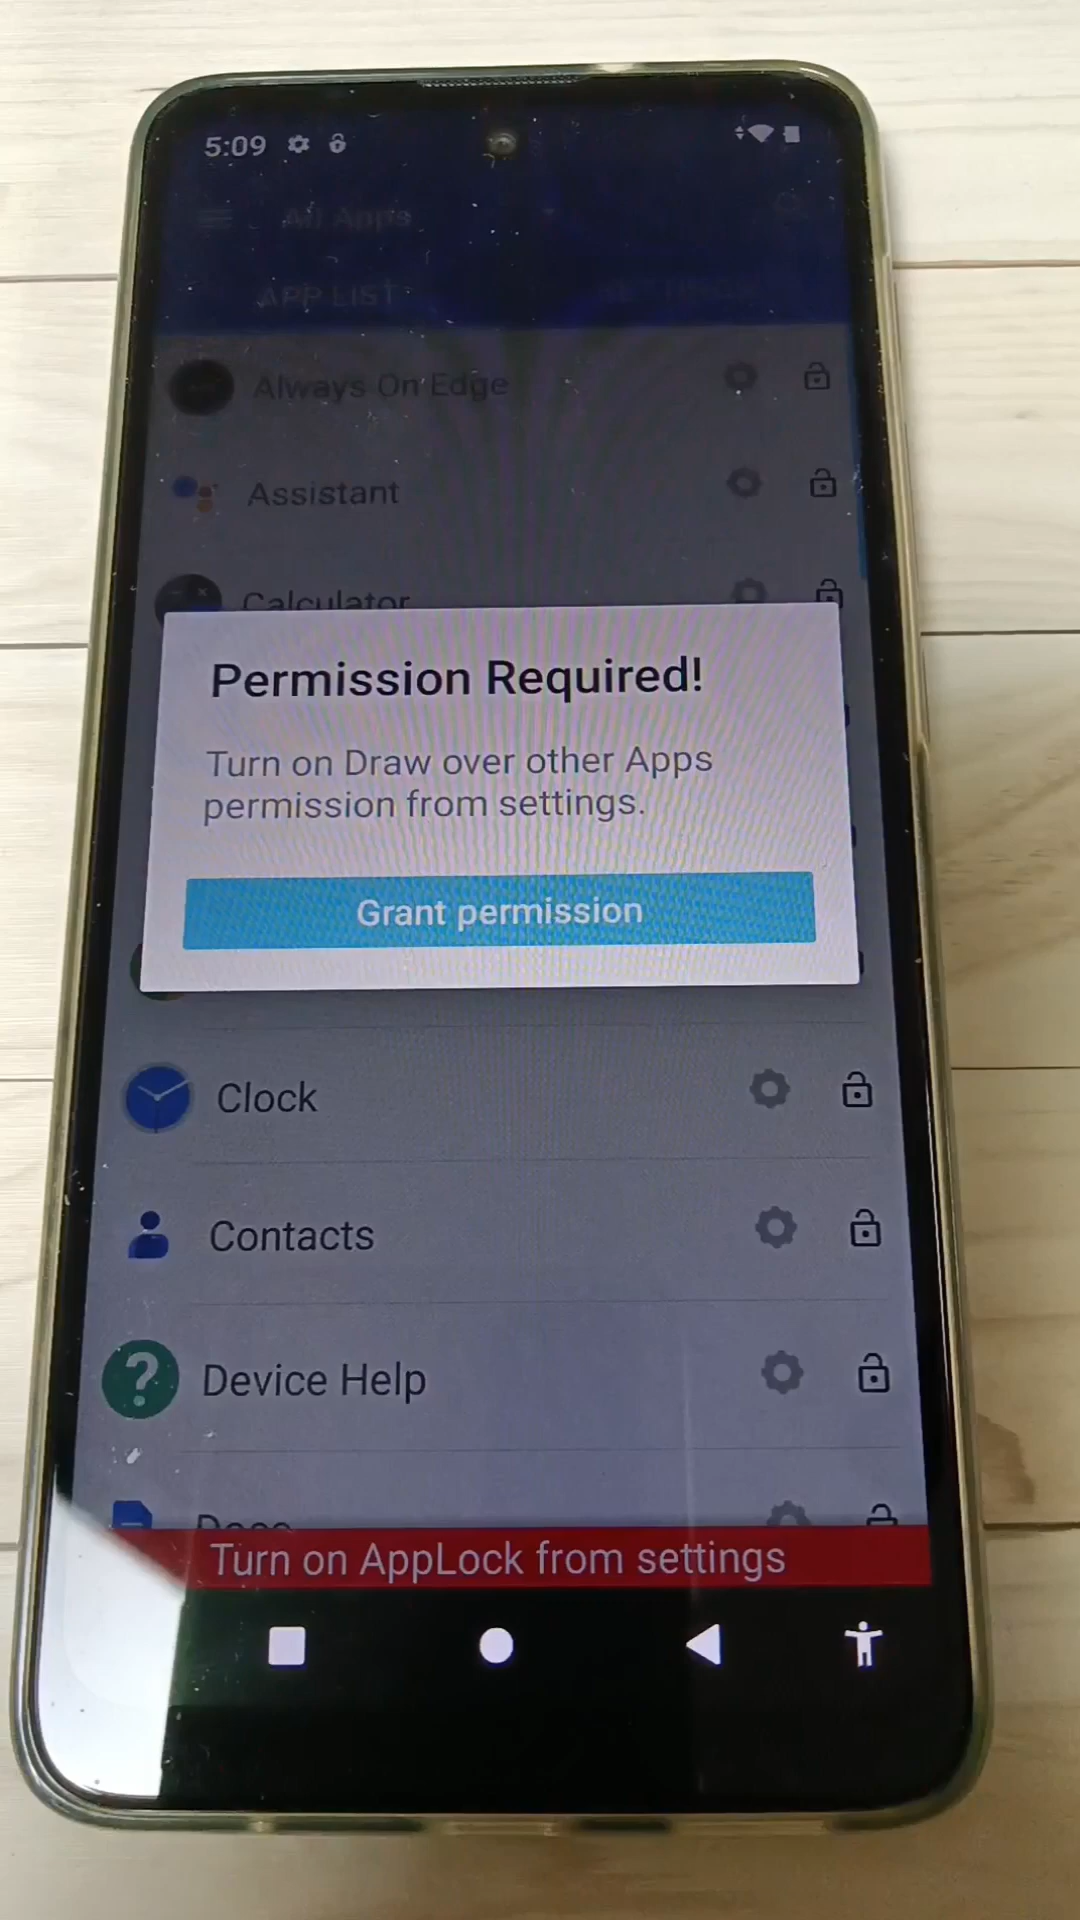 5:09
All Apps
APP LIST
SETTINGS
Always On Edge
Assistant
Calculator
Permission Required!
Turn on Draw over other Apps
permission from settings.
Grant permission
Clock
Contacts
Device Help
Docs
Turn on AppLock from settings